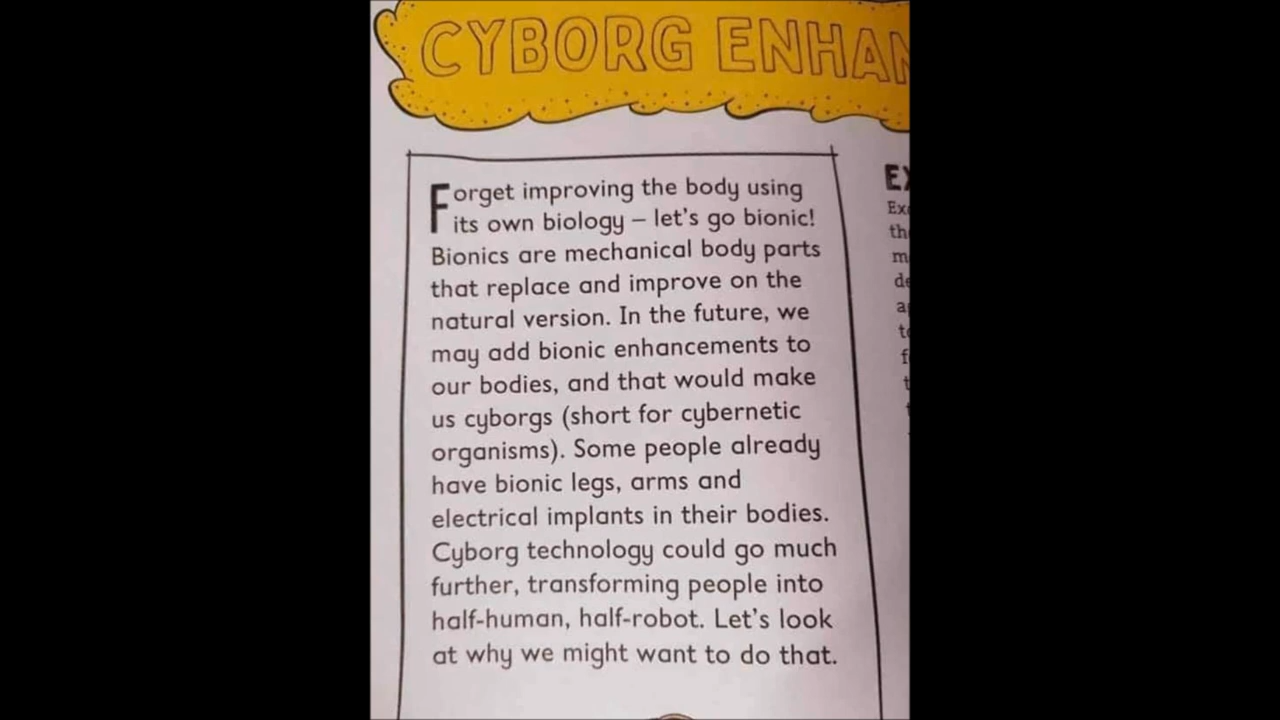 CYBORG ENHAN
Forget improving the body using
its own biology – let's go bionic!
Bionics are mechanical body parts
that replace and improve on the
natural version. In the future, we
may add bionic enhancements to
our bodies, and that would make
us cyborgs (short for cybernetic
organisms). Some people already
have bionic legs, arms and
electrical implants in their bodies.
Cyborg technology could go much
further, transforming people into
half-human, half-robot. Let's look
at why we might want to do that.